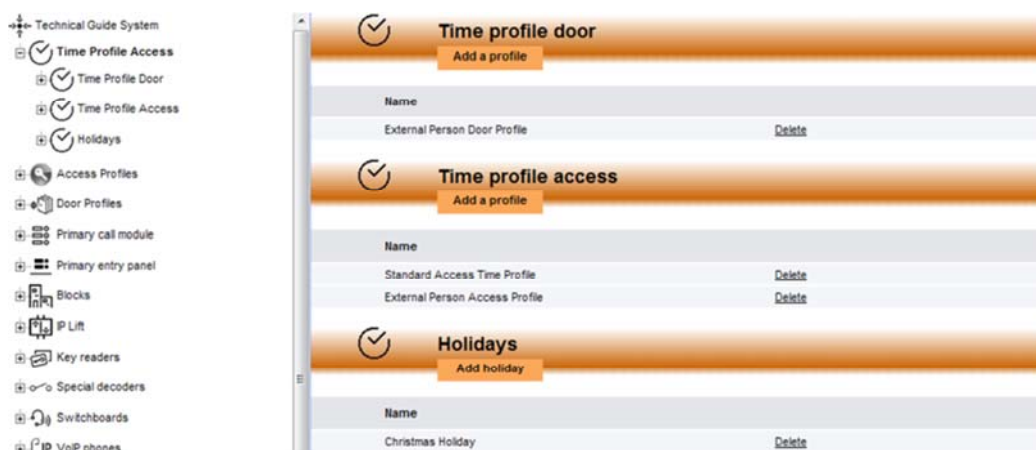 Technical Guide System
Time Profile Access
Time Profile Door
Time Profile Access
Holidays
Access Profiles
Door Profiles
Primary call module
Primary entry panel
Blocks
IP Lift
Key readers
Special decoders
Switchboards
IP VoIP phones
Time profile door
Add a profile
Name
External Person Door Profile Delete
Time profile access
Add a profile
Name
Standard Access Time Profile Delete
External Person Access Profile Delete
Holidays
Add holiday
Name
Christmas Holiday Delete